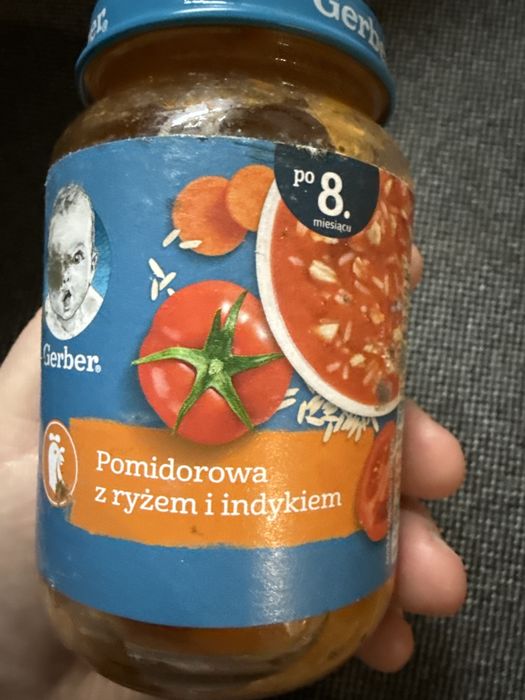 Gerber
po
8.
miesiącu
Gerber®
Pomidorowa
z ryżem i indykiem